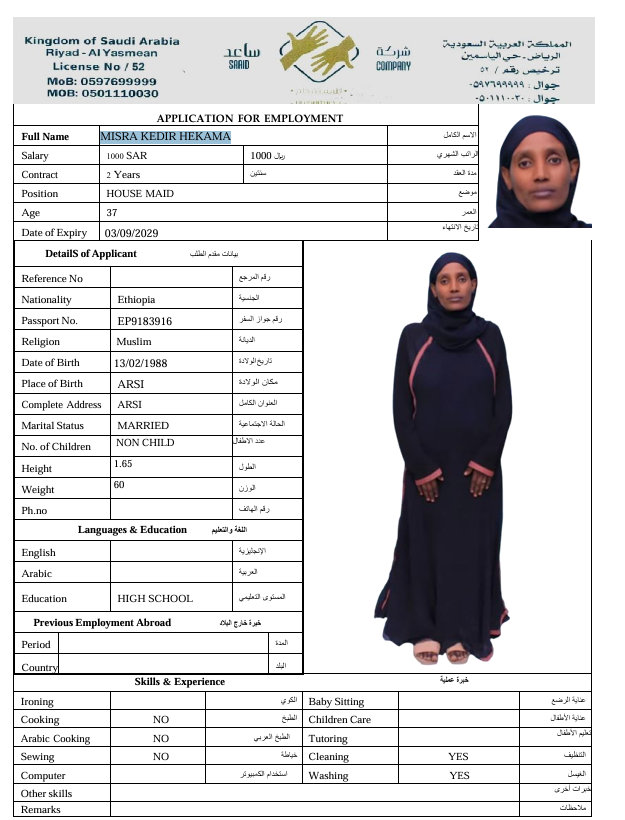 Kingdom of Saudi Arabia
Riyad - Al Yasmean
License No / 52
MoB: 0597699999
MOB: 0501110030
ساعد
SAAID
شركة
COMPANY
المملكة العربية السعودية
الرياض - حي الياسمين
ترخيص رقم / ٥٢
جوال : ٠٥٩٧٦٩٩٩٩٩
جوال : ٠٥٠١١١٠٠٣٠
APPLICATION FOR EMPLOYMENT
Full Name MISRA KEDIR HEKAMA الاسم الكامل
Salary 1000 SAR 1000 ريال الراتب الشهري
Contract 2 Years سنتين مدة العقد
Position HOUSE MAID موضع
Age 37 العمر
Date of Expiry 03/09/2029 تاريخ الانتهاء
DetailS of Applicant بيانات مقدم الطلب
Reference No رقم المرجع
Nationality Ethiopia الجنسية
Passport No. EP9183916 رقم جواز السفر
Religion Muslim الديانة
Date of Birth 13/02/1988 تاريخ الولادة
Place of Birth ARSI مكان الولادة
Complete Address ARSI العنوان الكامل
Marital Status MARRIED الحالة الاجتماعية
No. of Children NON CHILD عدد الاطفال
Height 1.65 الطول
Weight 60 الوزن
Ph.no رقم الهاتف
Languages & Education اللغة والتعليم
English الإنجليزية
Arabic العربية
Education HIGH SCHOOL المستوى التعليمي
Previous Employment Abroad خبرة خارج البلاد
Period المدة
Country البلد
Skills & Experience خبرة عملية
Ironing الكوي Baby Sitting عناية الرضع
Cooking NO الطبخ Children Care عناية الأطفال
Arabic Cooking NO الطبخ العربي Tutoring تعليم الأطفال
Sewing NO خياطة Cleaning YES التنظيف
Computer استخدام الكمبيوتر Washing YES الغسيل
Other skills خبرات أخرى
Remarks ملاحظات